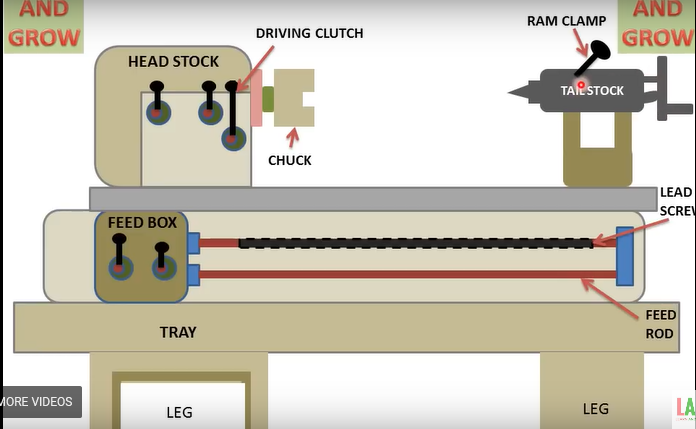 AND
GROW
AND
GROW
DRIVING CLUTCH
RAM CLAMP
HEAD STOCK
TAIL STOCK
CHUCK
LEAD
SCREW
FEED BOX
FEED
ROD
TRAY
MORE VIDEOS
LEG
LEG
LA